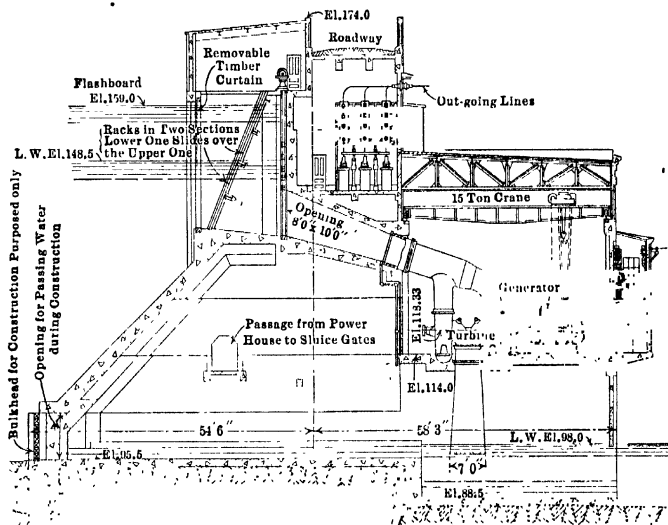 El.174.0
Roadway
Removable
Timber
Curtain
Flashboard
El.159.0
Out-going Lines
Racks in Two Sections
Lower One Slides over
the Upper One
L.W.El.148.5
15 Ton Crane
Opening
8'0"X 10'0"
Generator
El.118.33
Turbine
Passage from Power
House to Sluice Gates
El.114.0
Bulkhead for Construction Purposed only
Opening for Passing Water
during Construction
54'6"
58'3"
L.W.El.98.0
El.95.5
7'0"
El.88.5